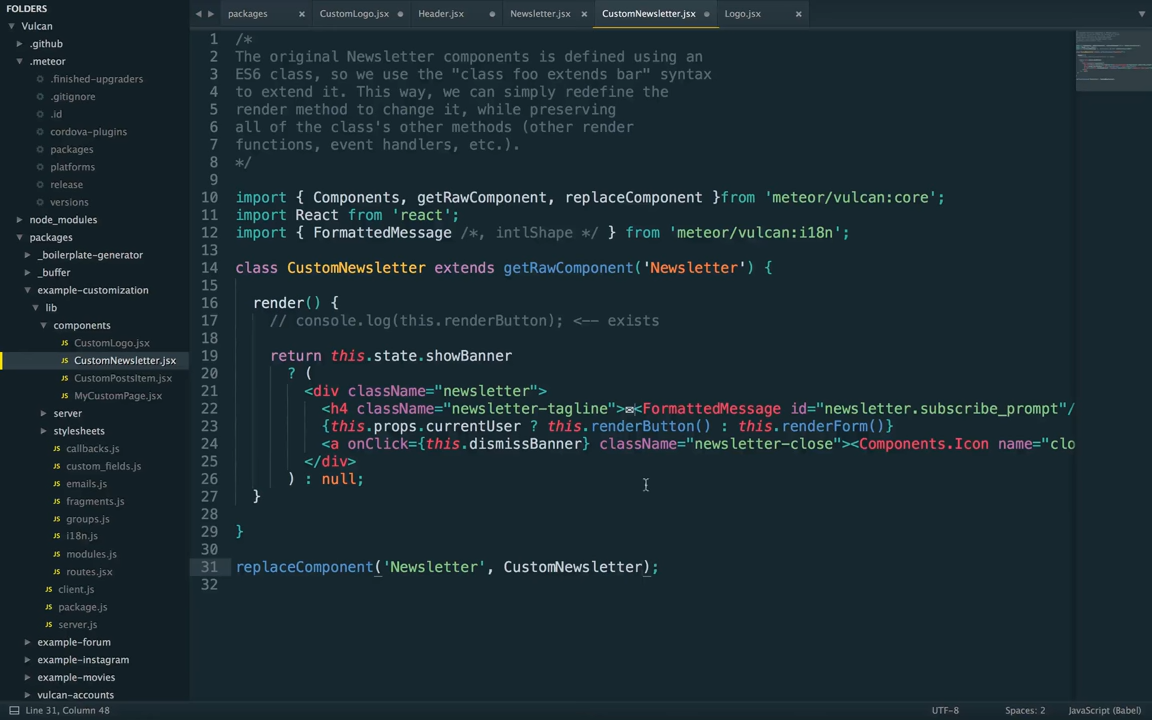 FOLDERS
Vulcan
.github
.meteor
.finished-upgraders
.gitignore
.id
cordova-plugins
packages
platforms
release
versions
node_modules
packages
_boilerplate-generator
_buffer
example-customization
lib
components
CustomLogo.jsx
CustomNewsletter.jsx
CustomPostsItem.jsx
MyCustomPage.jsx
server
stylesheets
JS callbacks.js
JS custom_fields.js
JS emails.js
JS fragments.js
JS groups.js
JS i18n.js
JS modules.js
JS routes.jsx
JS client.js
JS package.js
JS server.js
example-forum
example-instagram
example-movies
vulcan-accounts
packages × CustomLogo.jsx Header.jsx Newsletter.jsx × CustomNewsletter.jsx Logo.jsx ×
1 /*
2 The original Newsletter components is defined using an
3 ES6 class, so we use the "class foo extends bar" syntax
4 to extend it. This way, we can simply redefine the
5 render method to change it, while preserving
6 all of the class's other methods (other render
7 functions, event handlers, etc.).
8 */
9
10 import { Components, getRawComponent, replaceComponent }from 'meteor/vulcan:core';
11 import React from 'react';
12 import { FormattedMessage /*, intlShape */ } from 'meteor/vulcan:i18n';
13
14 class CustomNewsletter extends getRawComponent('Newsletter') {
15
16 render() {
17 // console.log(this.renderButton); <-- exists
18
19 return this.state.showBanner
20 ? (
21 <div className="newsletter">
22 <h4 className="newsletter-tagline">✉<FormattedMessage id="newsletter.subscribe_prompt"/
23 {this.props.currentUser ? this.renderButton() : this.renderForm()}
24 <a onClick={this.dismissBanner} className="newsletter-close"><Components.Icon name="clo
25 </div>
26 ) : null;
27 }
28
29 }
30
31 replaceComponent('Newsletter', CustomNewsletter);
32
Line 31, Column 48 UTF-8 Spaces: 2 JavaScript (Babel)